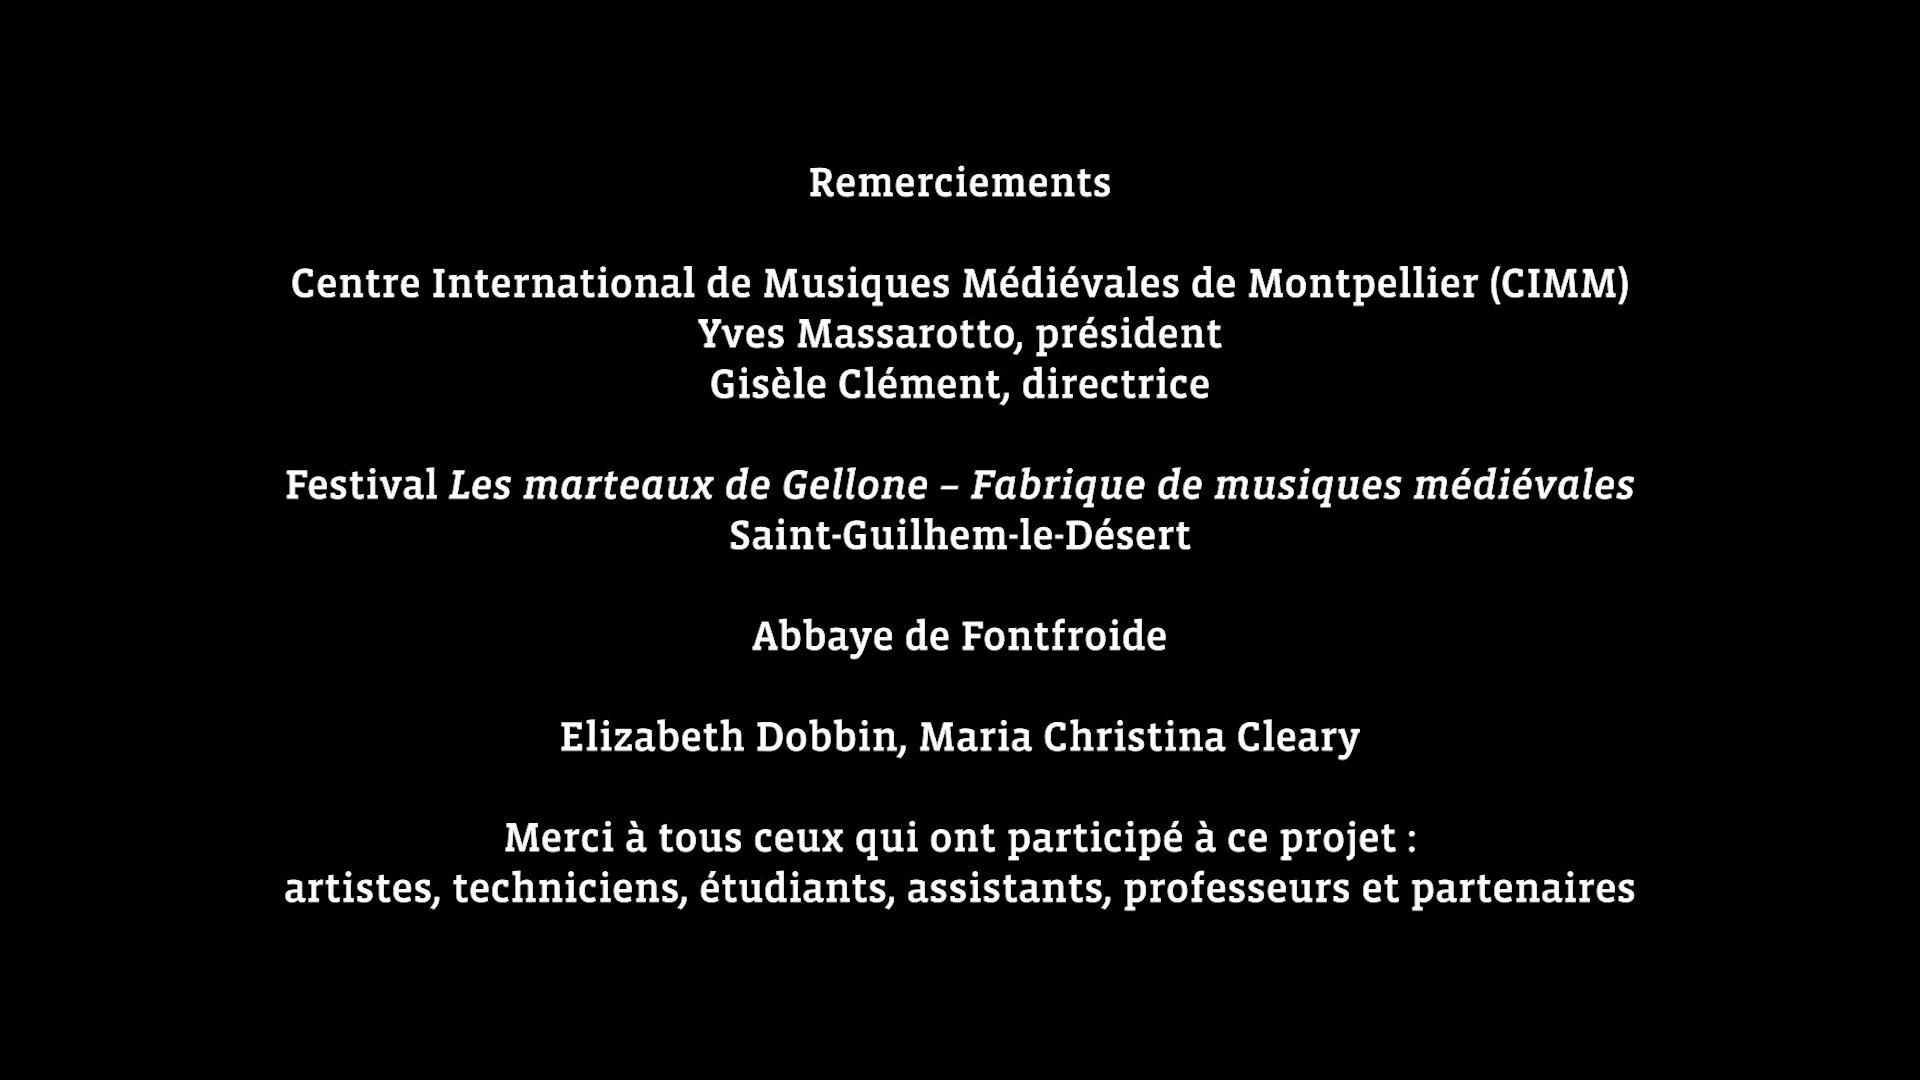 Remerciements
Centre International de Musiques Médiévales de Montpellier (CIMM)
Yves Massarotto, président
Gisèle Clément, directrice
Festival Les marteaux de Gellone – Fabrique de musiques médiévales
Saint-Guilhem-le-Désert
Abbaye de Fontfroide
Elizabeth Dobbin, Maria Christina Cleary
Merci à tous ceux qui ont participé à ce projet :
artistes, techniciens, étudiants, assistants, professeurs et partenaires